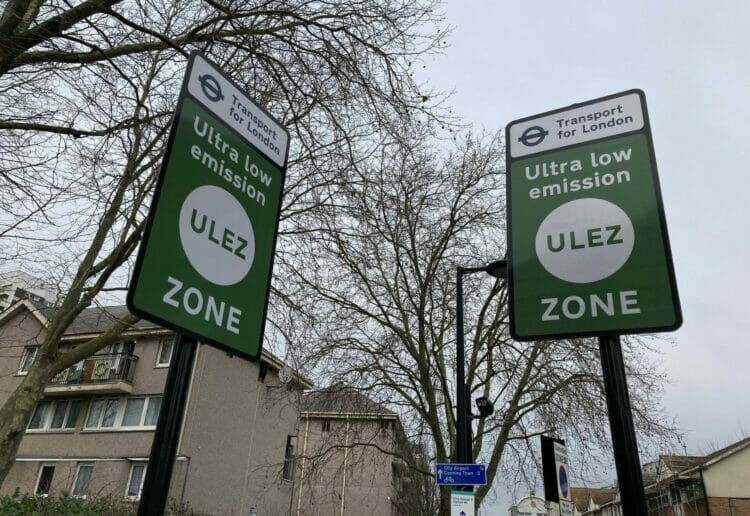 Transport
for London
Ultra low
emission
ULEZ
ZONE
Transport
for London
Ultra low
emission
ULEZ
ZONE
City Airport
Canning Town 2